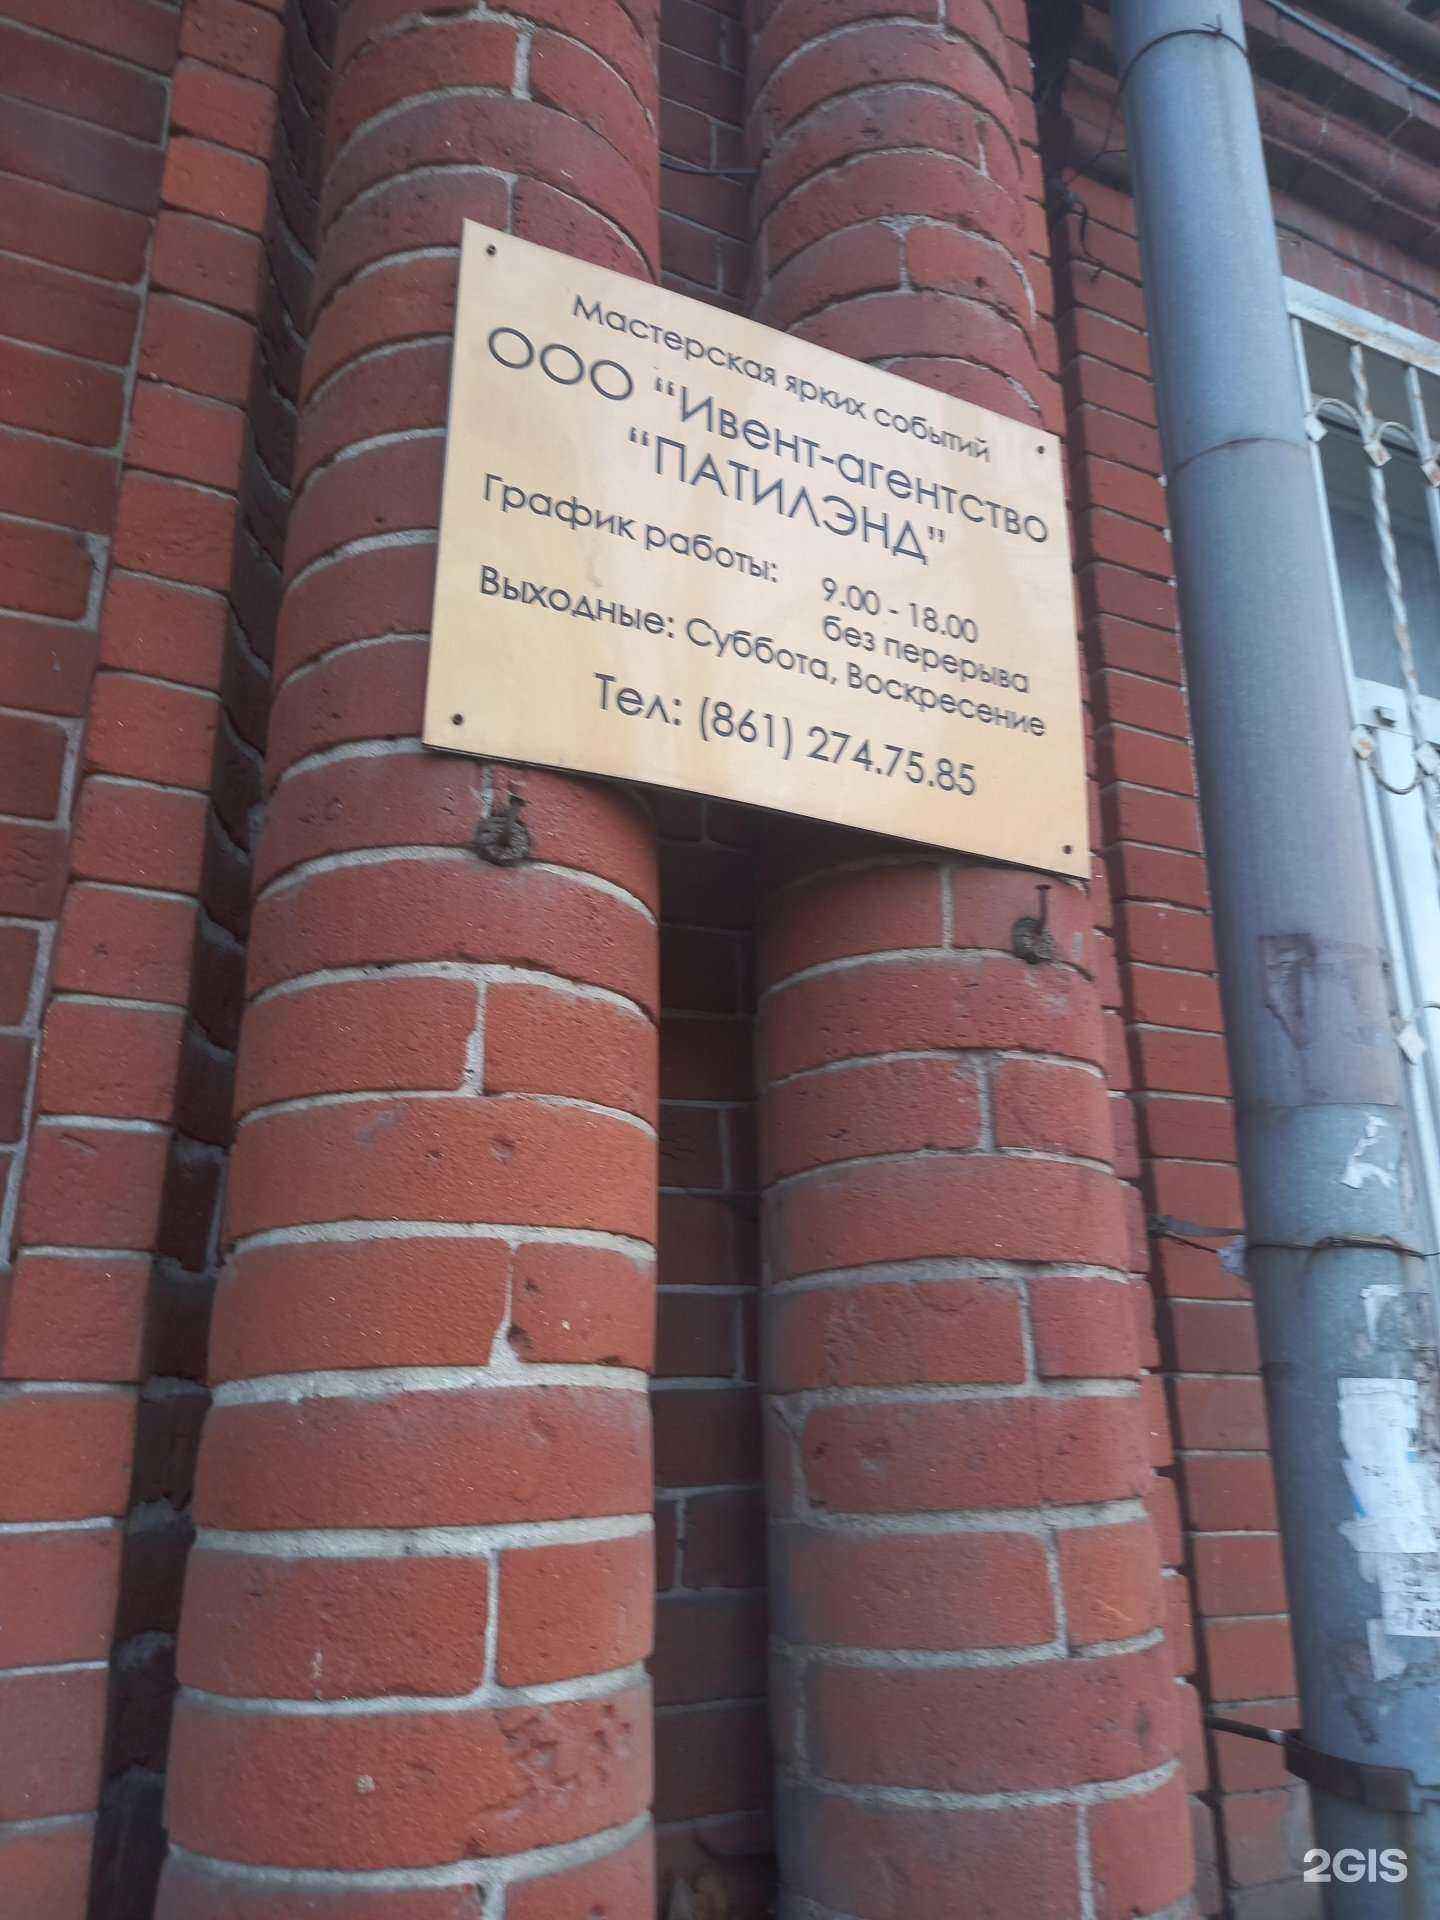 Мастерская ярких событий
ООО “Ивент-агентство
“ПАТИЛЭНД”
График работы: 9.00 - 18.00
без перерыва
Выходные: Суббота, Воскресение
Тел: (861) 274.75.85
2GIS